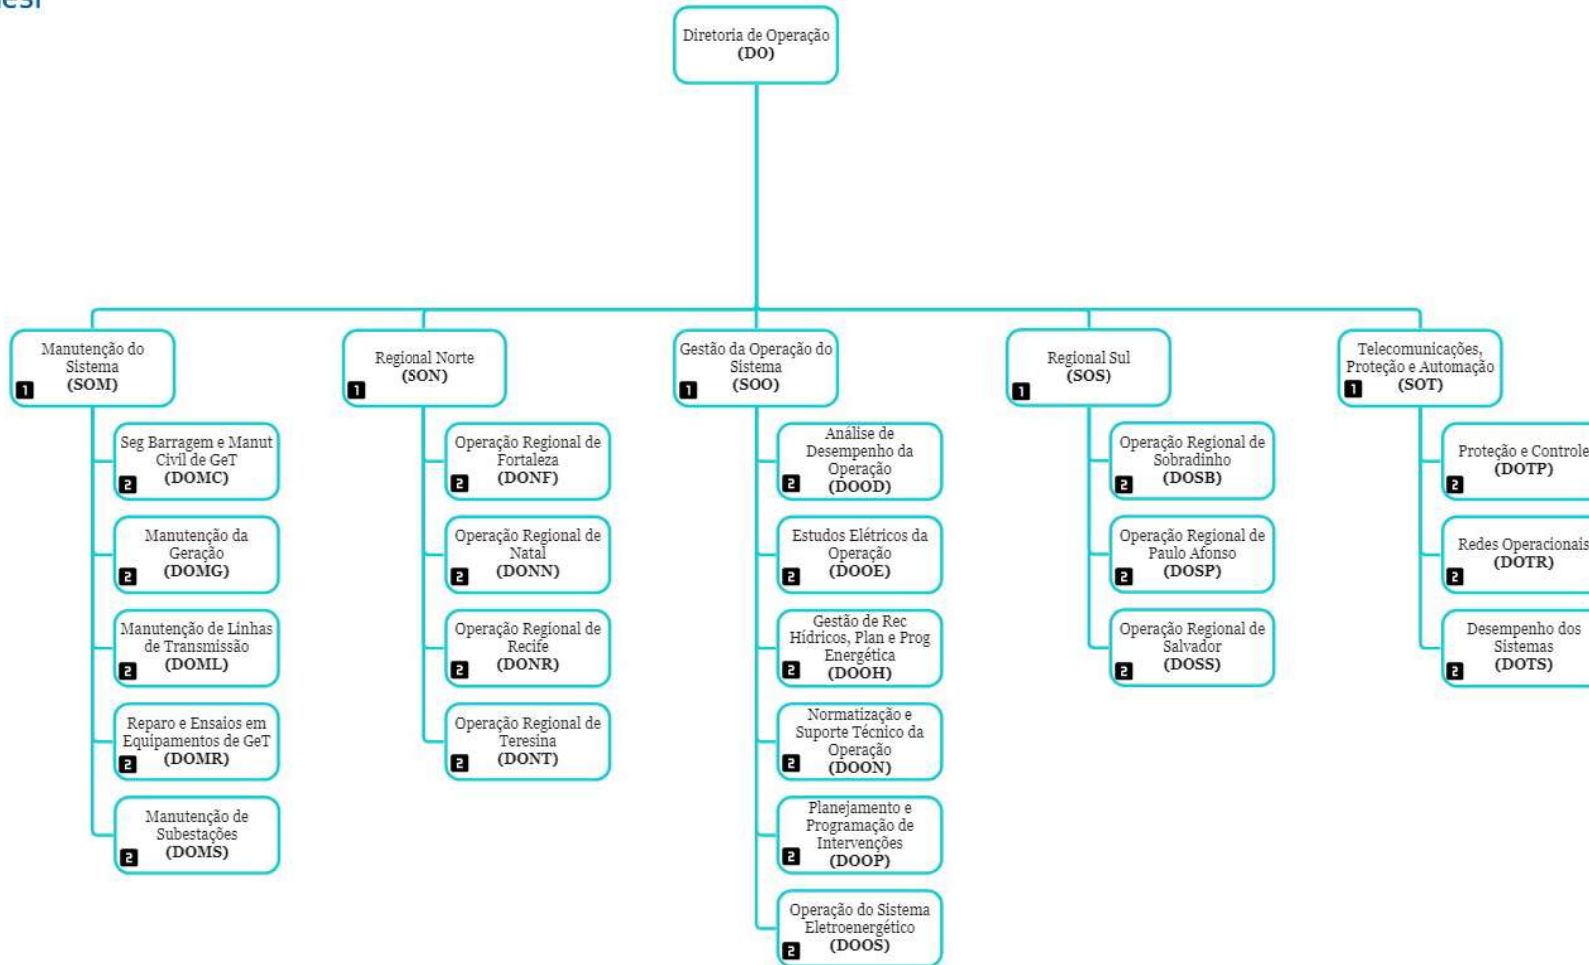 Diretoria de Operação
(DO)
Manutenção do
Sistema
(SOM)
1
Seg Barragem e Manut
Civil de GeT
(DOMC)
2
Manutenção da
Geração
(DOMG)
2
Manutenção de Linhas
de Transmissão
(DOML)
2
Reparo e Ensaios em
Equipamentos de GeT
(DOMR)
2
Manutenção de
Subestações
(DOMS)
2
Regional Norte
(SON)
1
Operação Regional de
Fortaleza
(DONF)
2
Operação Regional de
Natal
(DONN)
2
Operação Regional de
Recife
(DONR)
2
Operação Regional de
Teresina
(DONT)
2
Gestão da Operação do
Sistema
(SOO)
1
Análise de
Desempenho da
Operação
(DOOD)
2
Estudos Elétricos da
Operação
(DOOE)
2
Gestão de Rec
Hídricos, Plan e Prog
Energética
(DOOH)
2
Normatização e
Suporte Técnico da
Operação
(DOON)
2
Planejamento e
Programação de
Intervenções
(DOOP)
2
Operação do Sistema
Eletroenergético
(DOOS)
2
Regional Sul
(SOS)
1
Operação Regional de
Sobradinho
(DOSB)
2
Operação Regional de
Paulo Afonso
(DOSP)
2
Operação Regional de
Salvador
(DOSS)
2
Telecomunicações,
Proteção e Automação
(SOT)
1
Proteção e Controle
(DOTP)
2
Redes Operacionais
(DOTR)
2
Desempenho dos
Sistemas
(DOTS)
2